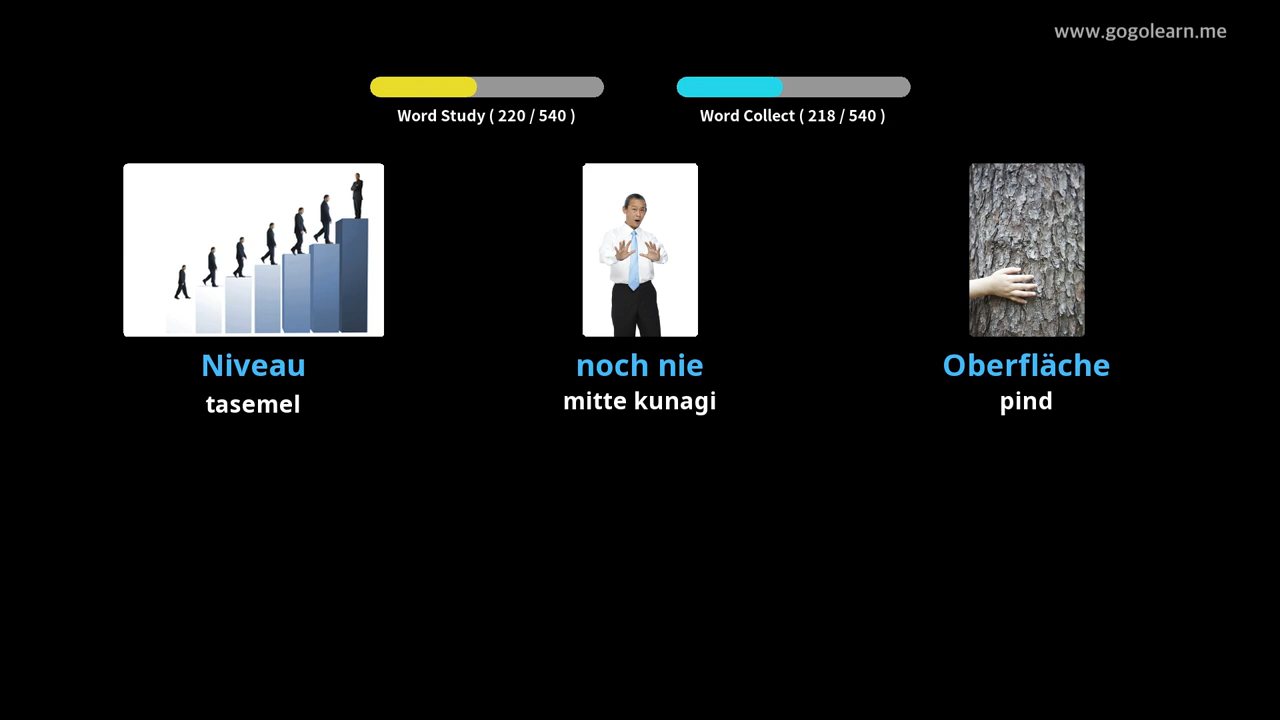 www.gogolearn.me
Word Study ( 220 / 540 )
Word Collect ( 218 / 540 )
Niveau
tasemel
noch nie
mitte kunagi
Oberfläche
pind